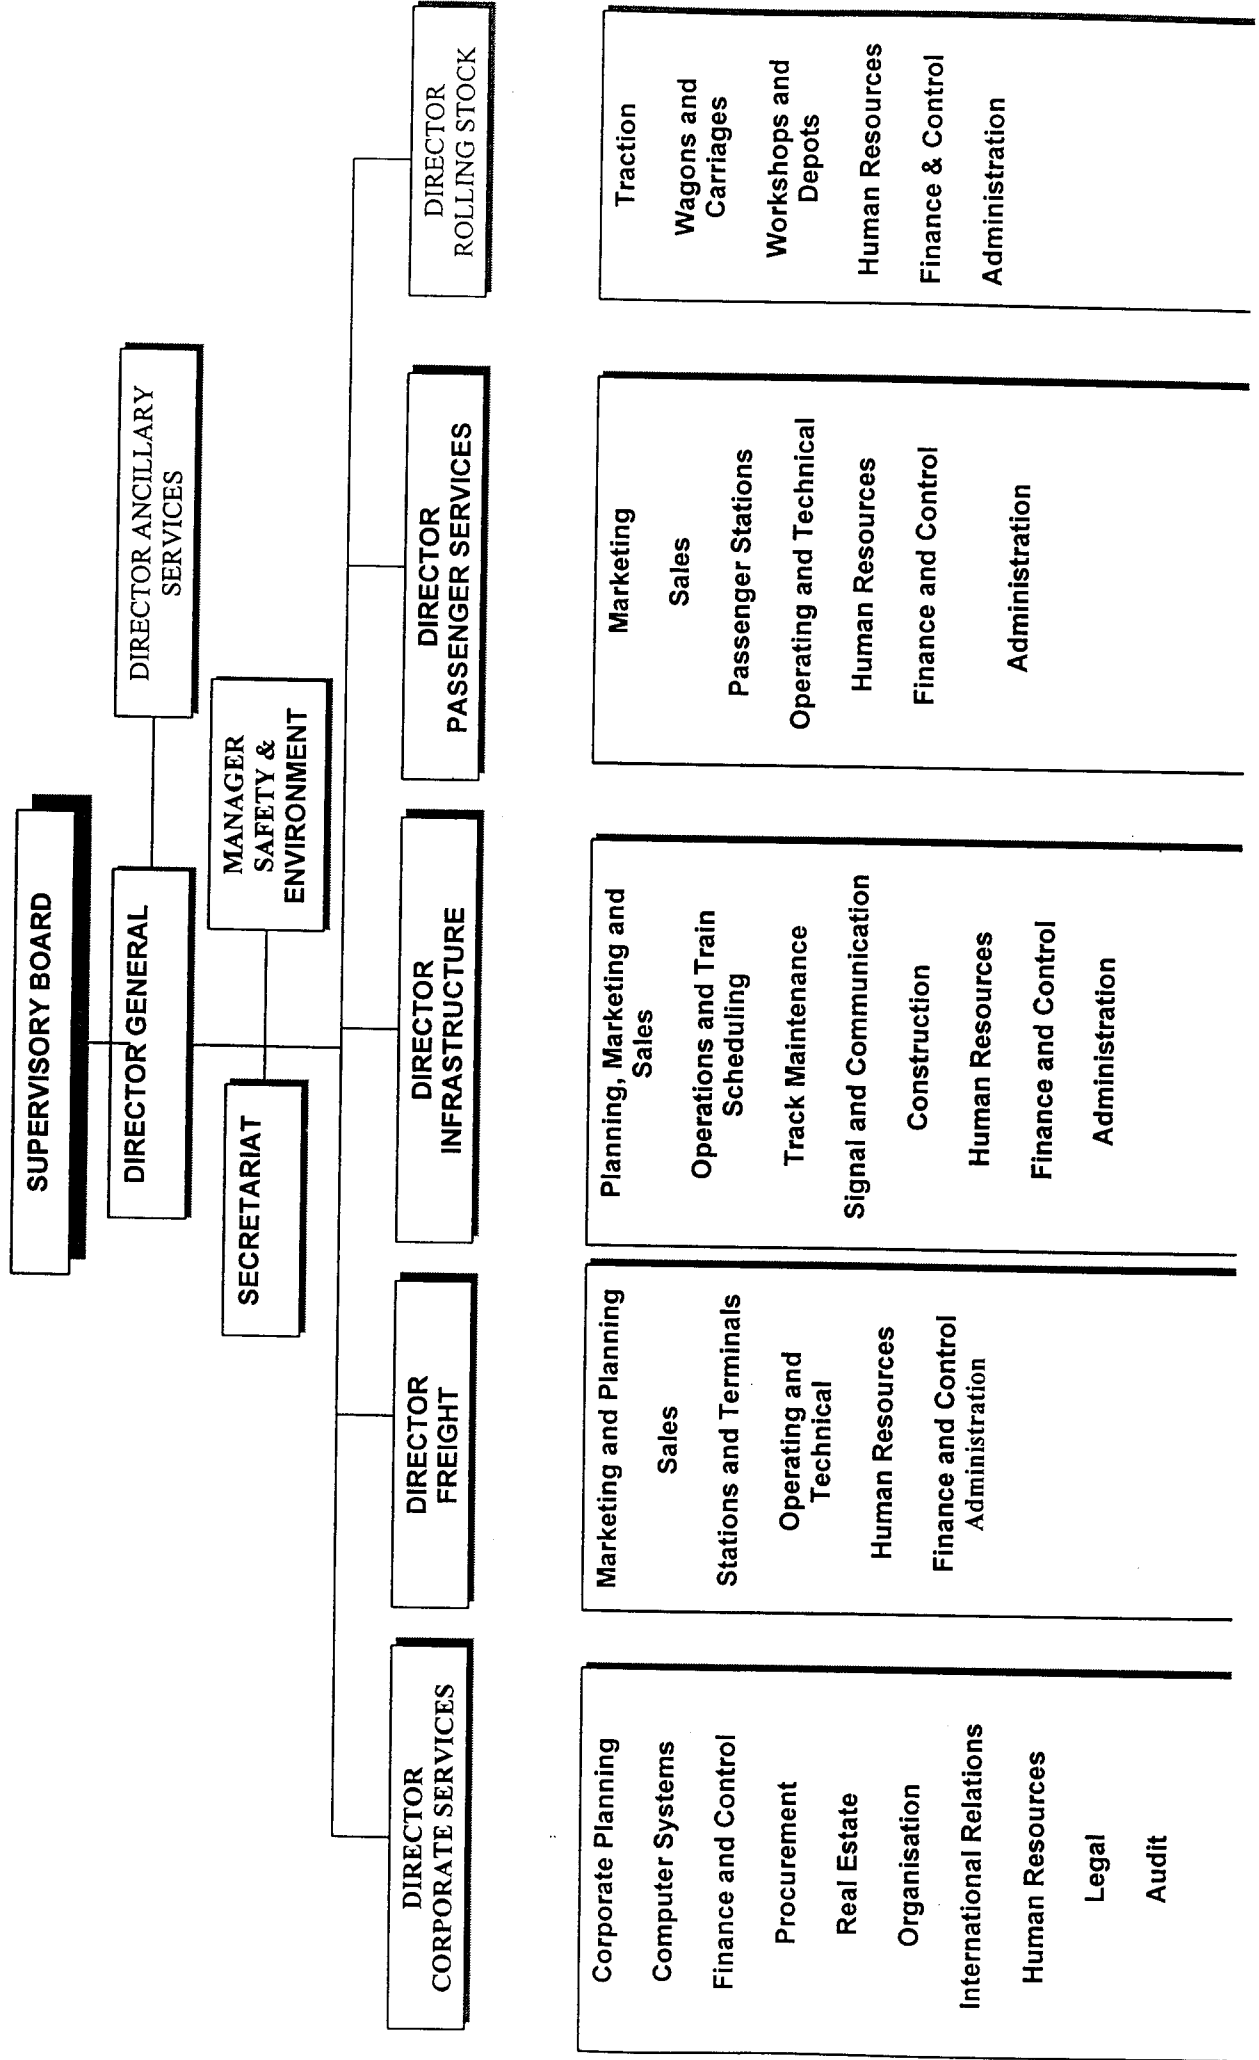 SUPERVISORY BOARD
DIRECTOR GENERAL
DIRECTOR ANCILLARY
SERVICES
SECRETARIAT
MANAGER
SAFETY &
ENVIRONMENT
DIRECTOR
CORPORATE SERVICES
DIRECTOR
FREIGHT
DIRECTOR
INFRASTRUCTURE
DIRECTOR
PASSENGER SERVICES
DIRECTOR
ROLLING STOCK
Corporate Planning
Computer Systems
Finance and Control
Procurement
Real Estate
Organisation
International Relations
Human Resources
Legal
Audit
Marketing and Planning
Sales
Stations and Terminals
Operating and
Technical
Human Resources
Finance and Control
Administration
Planning, Marketing and
Sales
Operations and Train
Scheduling
Track Maintenance
Signal and Communication
Construction
Human Resources
Finance and Control
Administration
Marketing
Sales
Passenger Stations
Operating and Technical
Human Resources
Finance and Control
Administration
Traction
Wagons and
Carriages
Workshops and
Depots
Human Resources
Finance & Control
Administration